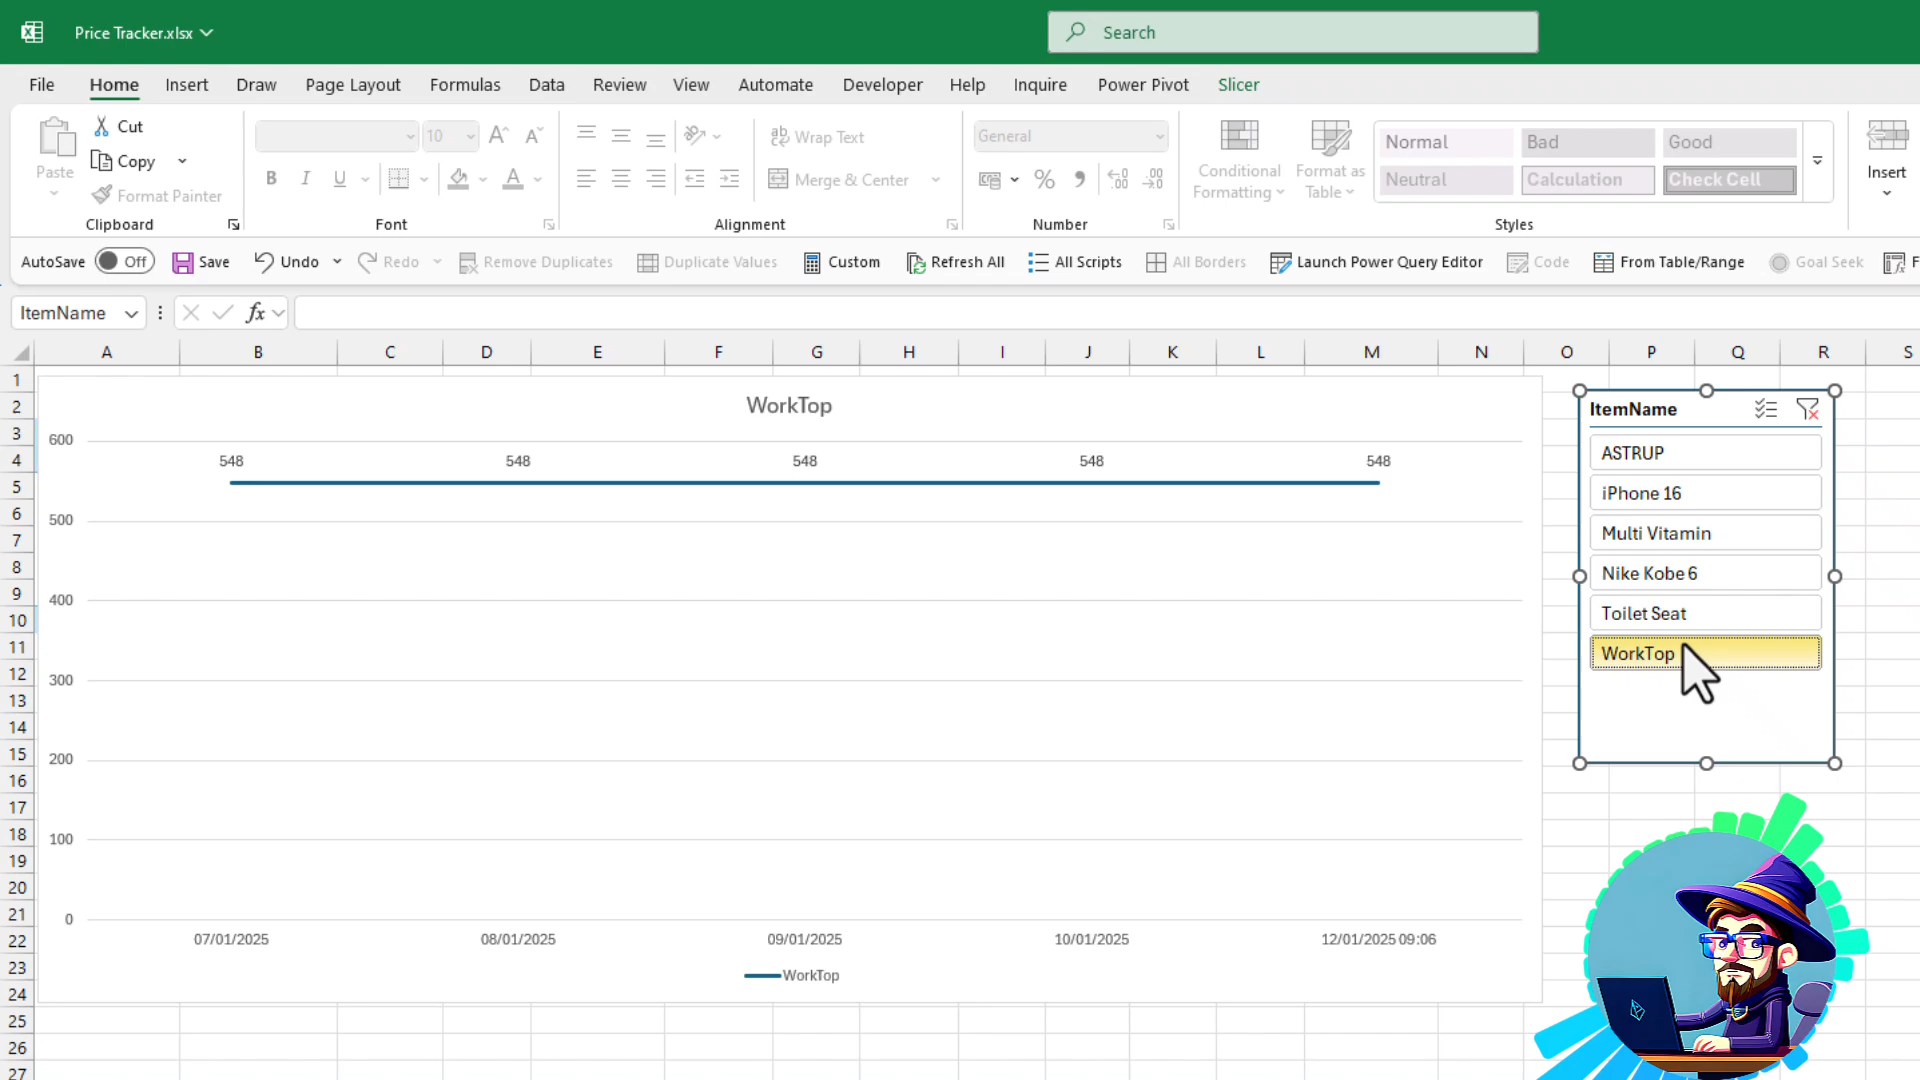 Price Tracker.xlsx
Search
File Home Insert Draw Page Layout Formulas Data Review View Automate Developer Help Inquire Power Pivot Slicer
Paste
Cut
Copy
Format Painter
Clipboard
10
B I U
Font
Wrap Text
Merge & Center
Alignment
General
Number
Conditional Formatting
Format as Table
Normal Bad Good
Neutral Calculation Check Cell
Styles
Insert
AutoSave Off Save Undo Redo Remove Duplicates Duplicate Values Custom Refresh All All Scripts All Borders Launch Power Query Editor Code From Table/Range Goal Seek F
ItemName fx
A B C D E F G H I J K L M N O P Q R S
1
2
3
4
5
6
7
8
9
10
11
12
13
14
15
16
17
18
19
20
21
22
23
24
25
26
27
WorkTop
600
548 548 548 548 548
500
400
300
200
100
0
07/01/2025 08/01/2025 09/01/2025 10/01/2025 12/01/2025 09:06
WorkTop
ItemName
ASTRUP
iPhone 16
Multi Vitamin
Nike Kobe 6
Toilet Seat
WorkTop